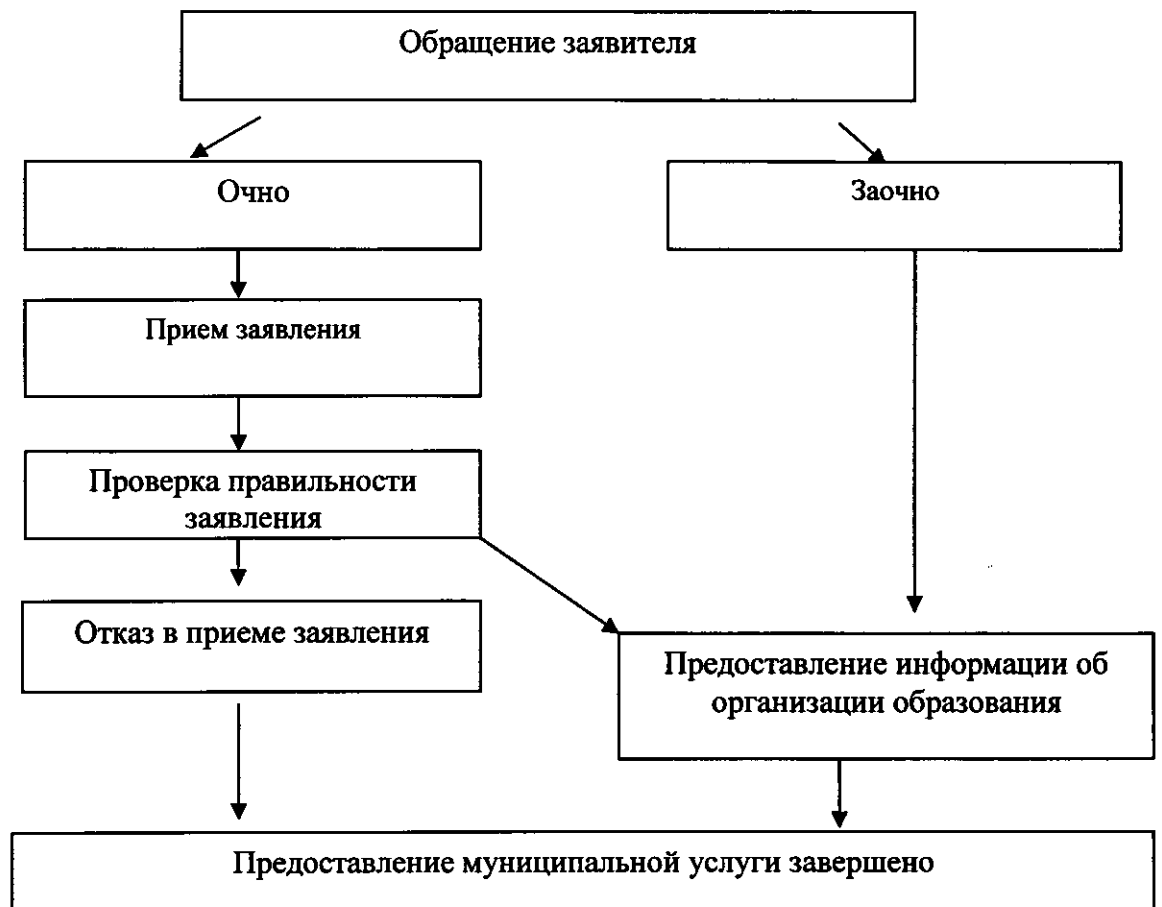 Обращение заявителя
Очно
Заочно
Прием заявления
Проверка правильности
заявления
Отказ в приеме заявления
Предоставление информации об
организации образования
Предоставление муниципальной услуги завершено